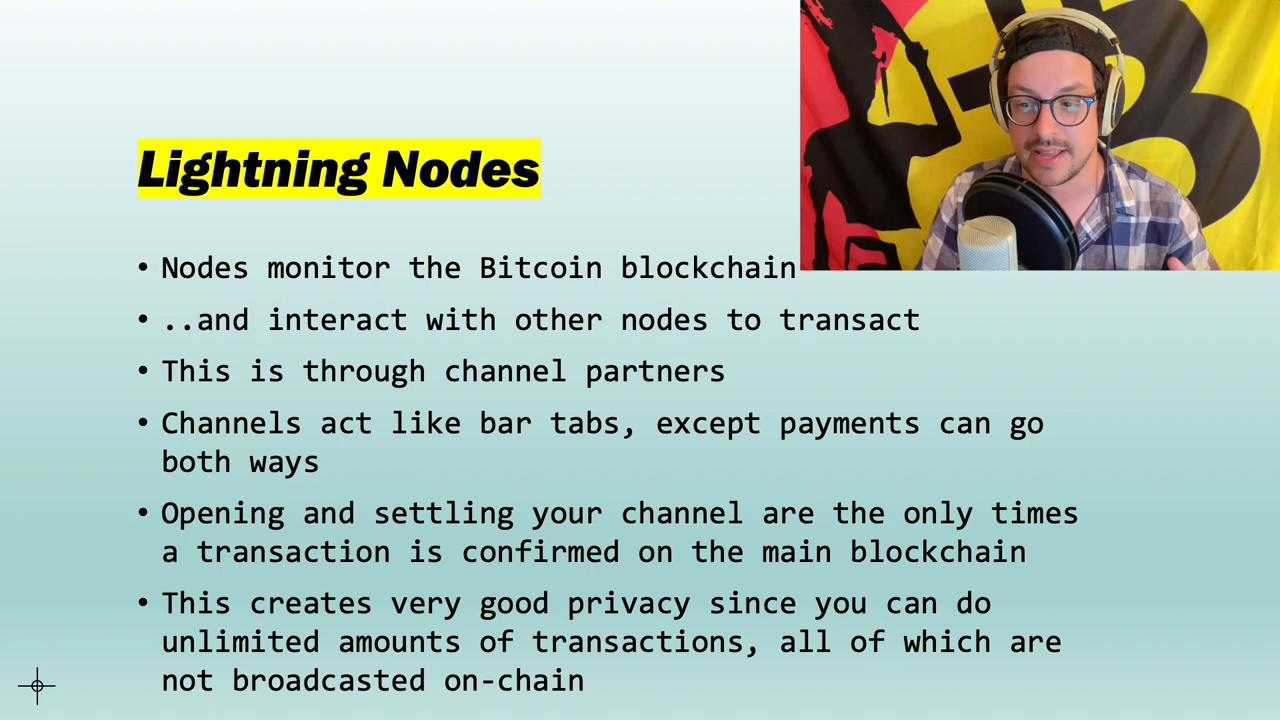 Lightning Nodes
• Nodes monitor the Bitcoin blockchain
• ..and interact with other nodes to transact
• This is through channel partners
• Channels act like bar tabs, except payments can go
both ways
• Opening and settling your channel are the only times
a transaction is confirmed on the main blockchain
• This creates very good privacy since you can do
unlimited amounts of transactions, all of which are
not broadcasted on-chain